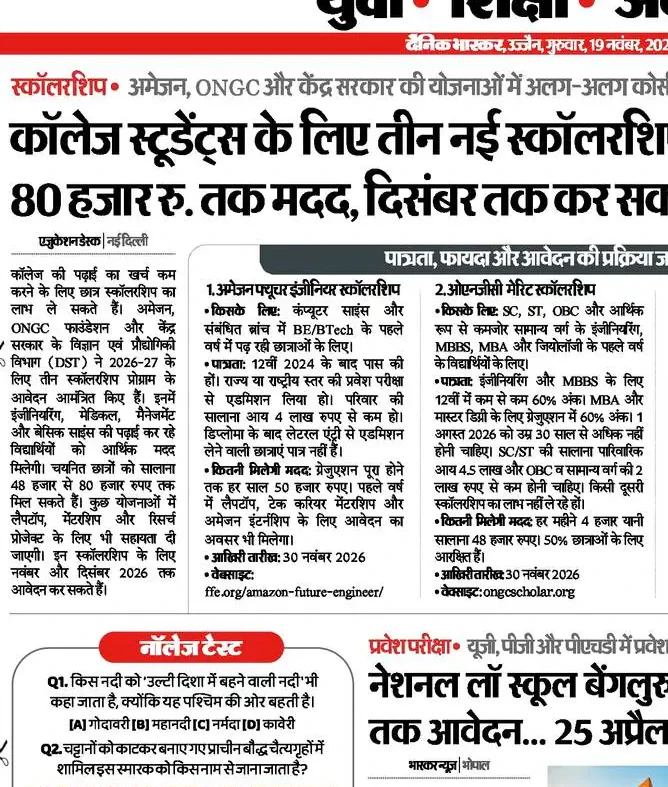 युवा • शिक्षा •
दैनिक भास्कर, उज्जैन, गुरुवार, 19 नवंबर, 202
स्कॉलरशिप • अमेजन, ONGC और केंद्र सरकार की योजनाओं में अलग-अलग कोर्स
कॉलेज स्टूडेंट्स के लिए तीन नई स्कॉलरशि
80 हजार रु. तक मदद, दिसंबर तक कर सक
एजुकेशन डेस्क | नई दिल्ली
कॉलेज की पढ़ाई का खर्च कम
करने के लिए छात्र स्कॉलरशिप का
लाभ ले सकते हैं। अमेजन,
ONGC फाउंडेशन और केंद्र
सरकार के विज्ञान एवं प्रौद्योगिकी
विभाग (DST) ने 2026-27 के
लिए तीन स्कॉलरशिप प्रोग्राम के
आवेदन आमंत्रित किए हैं। इनमें
इंजीनियरिंग, मेडिकल, मैनेजमेंट
और बेसिक साइंस की पढ़ाई कर रहे
विद्यार्थियों को आर्थिक मदद
मिलेगी। चयनित छात्रों को सालाना
48 हजार से 80 हजार रुपए तक
मिल सकते हैं। कुछ योजनाओं में
लैपटॉप, मेंटरशिप और रिसर्च
प्रोजेक्ट के लिए भी सहायता दी
जाएगी। इन स्कॉलरशिप के लिए
नवंबर और दिसंबर 2026 तक
आवेदन कर सकते हैं।
पात्रता, फायदा और आवेदन की प्रक्रिया ज
1. अमेजन फ्यूचर इंजीनियर स्कॉलरशिप
• किसके लिए: कंप्यूटर साइंस और
संबंधित ब्रांच में BE/BTech के पहले
वर्ष में पढ़ रही छात्राओं के लिए।
• पात्रता: 12वीं 2024 के बाद पास की
हों। राज्य या राष्ट्रीय स्तर की प्रवेश परीक्षा
से एडमिशन लिया हो। परिवार की
सालाना आय 4 लाख रुपए से कम हो।
डिप्लोमा के बाद लेटरल एंट्री से एडमिशन
लेने वाली छात्राएं पात्र नहीं हैं।
• कितनी मिलेगी मदद: ग्रेजुएशन पूरा होने
तक हर साल 50 हजार रुपए। पहले वर्ष
में लैपटॉप, टेक करियर मेंटरशिप और
अमेजन इंटर्नशिप के लिए आवेदन का
अवसर भी मिलेगा।
• आखिरी तारीख: 30 नवंबर 2026
• वेबसाइट:
ffe.org/amazon-future-engineer/
2. ओएनजीसी मेरिट स्कॉलरशिप
• किसके लिए: SC, ST, OBC और आर्थिक
रूप से कमजोर सामान्य वर्ग के इंजीनियरिंग,
MBBS, MBA और जियोलॉजी के पहले वर्ष
के विद्यार्थियों के लिए।
• पात्रता: इंजीनियरिंग और MBBS के लिए
12वीं में कम से कम 60% अंक। MBA और
मास्टर डिग्री के लिए ग्रेजुएशन में 60% अंक। 1
अगस्त 2026 को उम्र 30 साल से अधिक नहीं
होनी चाहिए। SC/ST की सालाना पारिवारिक
आय 4.5 लाख और OBC व सामान्य वर्ग की 2
लाख रुपए से कम होनी चाहिए। किसी दूसरी
स्कॉलरशिप का लाभ नहीं ले रहे हों।
• कितनी मिलेगी मदद: हर महीने 4 हजार यानी
सालाना 48 हजार रुपए। 50% छात्राओं के लिए
आरक्षित हैं।
• आखिरी तारीख: 30 नवंबर 2026
• वेबसाइट: ongcscholar.org
नॉलेज टेस्ट
Q1. किस नदी को 'उल्टी दिशा में बहने वाली नदी' भी
कहा जाता है, क्योंकि यह पश्चिम की ओर बहती है।
[A] गोदावरी [B] महानदी [C] नर्मदा [D] कावेरी
Q2. चट्टानों को काटकर बनाए गए प्राचीन बौद्ध चैत्यगृहों में
शामिल इस स्मारक को किस नाम से जाना जाता है?
प्रवेश परीक्षा • यूजी, पीजी और पीएचडी में प्रवेश
नेशनल लॉ स्कूल बेंगलुरु
तक आवेदन... 25 अप्रैल
भास्कर न्यूज | भोपाल